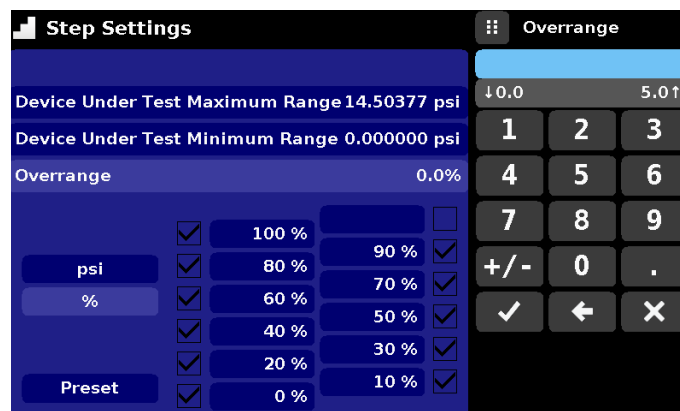 Step Settings
Device Under Test Maximum Range 14.50377 psi
Device Under Test Minimum Range 0.000000 psi
Overrange 0.0%
100 %
90 %
psi
80 %
70 %
%
60 %
50 %
40 %
30 %
20 %
10 %
Preset
0 %
Overrange
↓0.0 5.0↑
1 2 3
4 5 6
7 8 9
+/- 0 .